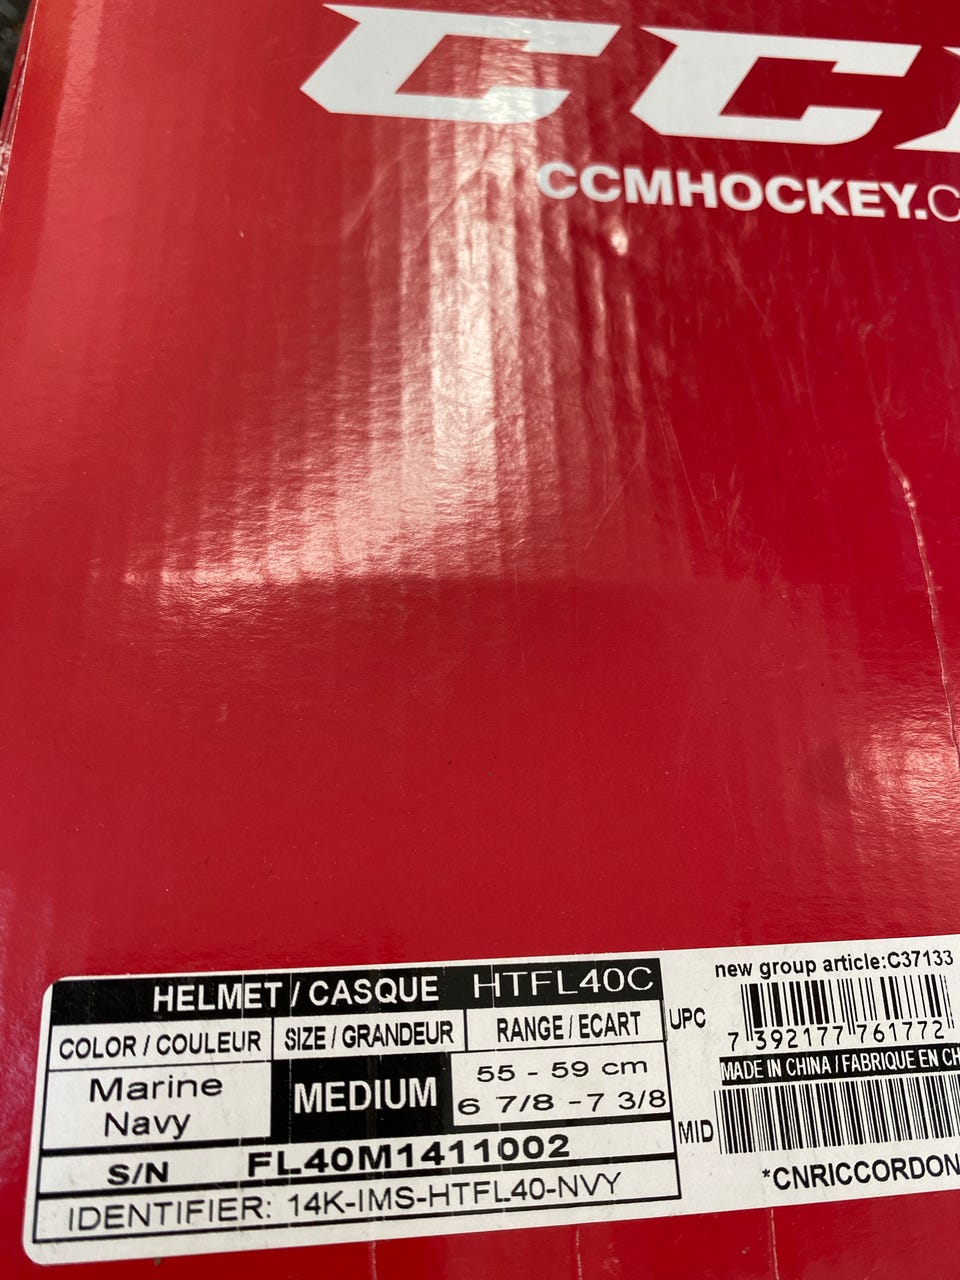 CC
CCMHOCKEY.C
new group article:C37133
HELMET / CASQUE HTFL40C
COLOR / COULEUR SIZE / GRANDEUR RANGE / ECART
Marine
Navy
MEDIUM
55 - 59 cm
6 7/8 - 7 3/8
UPC
7 392177 761772
MADE IN CHINA / FABRIQUE EN CH
MID
*CNRICCORDON
S/N FL40M1411002
IDENTIFIER: 14K-IMS-HTFL40-NVY